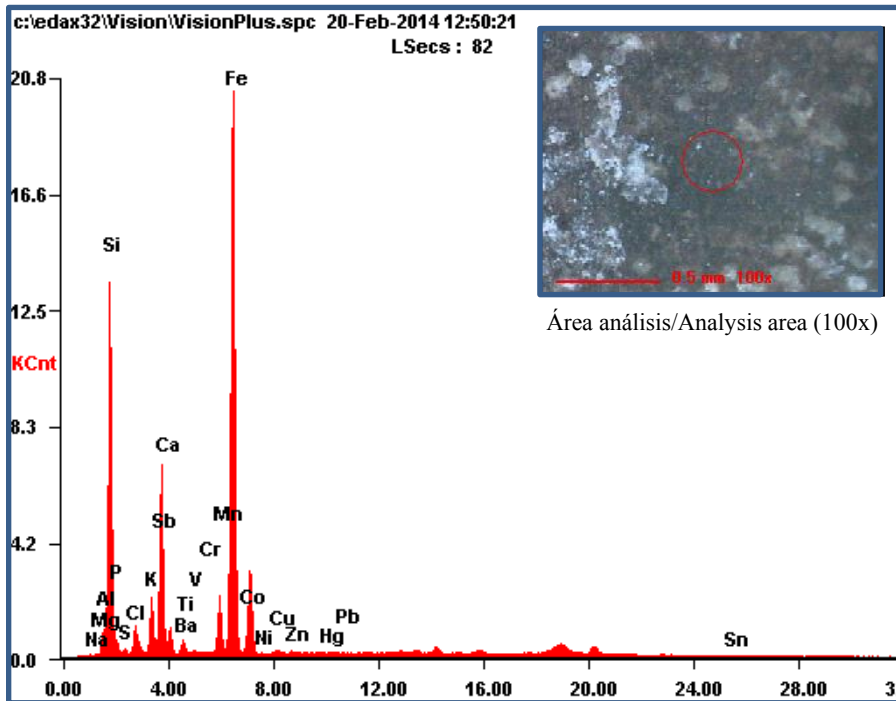 c:\edax32\Vision\VisionPlus.spc 20-Feb-2014 12:50:21
LSecs : 82
20.8
Fe
16.6
Si
12.5
KCnt
8.3
Ca
Sb
Mn
4.2
Cr
P
K
V
Al
Cl
Ti
Co
Mg
S
Ba
Cu
Pb
Na
Ni
Zn
Hg
Sn
0.0
0.00 4.00 8.00 12.00 16.00 20.00 24.00 28.00 3
0.5 mm 100x
Área análisis/Analysis area (100x)